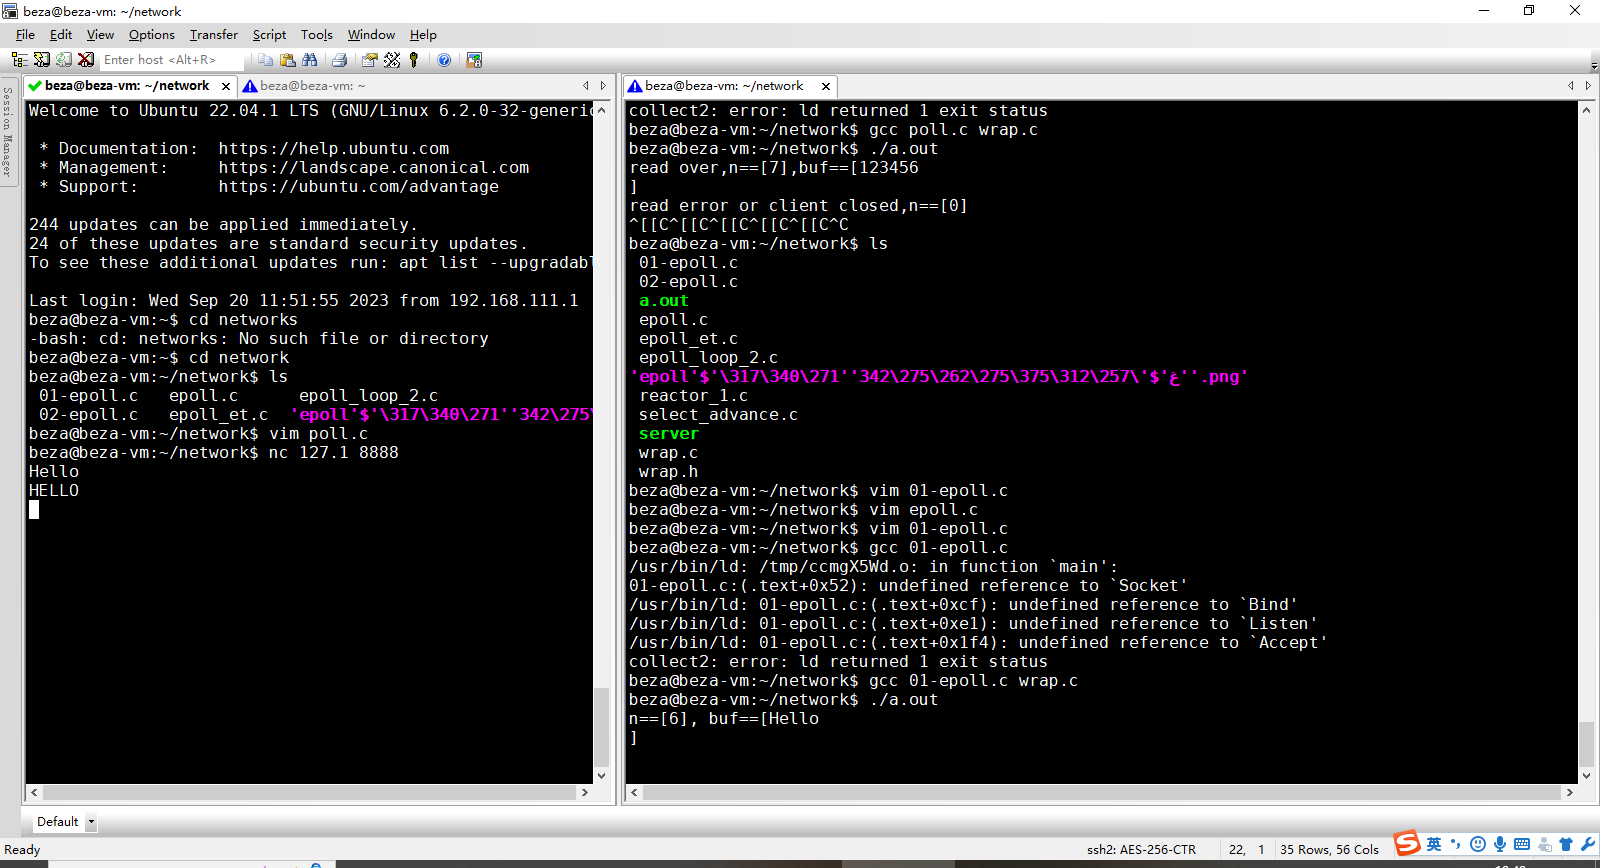 beza@beza-vm: ~/network
File Edit View Options Transfer Script Tools Window Help
Enter host <Alt+R>
Session Manager
beza@beza-vm: ~/network
beza@beza-vm: ~
Welcome to Ubuntu 22.04.1 LTS (GNU/Linux 6.2.0-32-generic
* Documentation: https://help.ubuntu.com
* Management: https://landscape.canonical.com
* Support: https://ubuntu.com/advantage
244 updates can be applied immediately.
24 of these updates are standard security updates.
To see these additional updates run: apt list --upgradabl
Last login: Wed Sep 20 11:51:55 2023 from 192.168.111.1
beza@beza-vm:~$ cd networks
-bash: cd: networks: No such file or directory
beza@beza-vm:~$ cd network
beza@beza-vm:~/network$ ls
01-epoll.c epoll.c epoll_loop_2.c
02-epoll.c epoll_et.c 'epoll'$'\317\340\271''342\275\
beza@beza-vm:~/network$ vim poll.c
beza@beza-vm:~/network$ nc 127.1 8888
Hello
HELLO
beza@beza-vm: ~/network
collect2: error: ld returned 1 exit status
beza@beza-vm:~/network$ gcc poll.c wrap.c
beza@beza-vm:~/network$ ./a.out
read over,n==[7],buf==[123456
]
read error or client closed,n==[0]
^[[C^[[C^[[C^[[C^[[C^C
beza@beza-vm:~/network$ ls
01-epoll.c
02-epoll.c
a.out
epoll.c
epoll_et.c
epoll_loop_2.c
'epoll'$'\317\340\271''342\275\262\275\375\312\257\'$'غ''.png'
reactor_1.c
select_advance.c
server
wrap.c
wrap.h
beza@beza-vm:~/network$ vim 01-epoll.c
beza@beza-vm:~/network$ vim epoll.c
beza@beza-vm:~/network$ vim 01-epoll.c
beza@beza-vm:~/network$ gcc 01-epoll.c
/usr/bin/ld: /tmp/ccmgX5Wd.o: in function `main':
01-epoll.c:(.text+0x52): undefined reference to `Socket'
/usr/bin/ld: 01-epoll.c:(.text+0xcf): undefined reference to `Bind'
/usr/bin/ld: 01-epoll.c:(.text+0xe1): undefined reference to `Listen'
/usr/bin/ld: 01-epoll.c:(.text+0x1f4): undefined reference to `Accept'
collect2: error: ld returned 1 exit status
beza@beza-vm:~/network$ gcc 01-epoll.c wrap.c
beza@beza-vm:~/network$ ./a.out
n==[6], buf==[Hello
]
Default
Ready
ssh2: AES-256-CTR 22, 1 35 Rows, 56 Cols
英